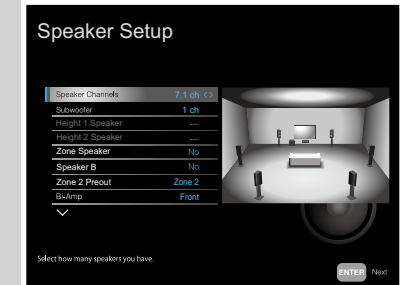 Speaker Setup
Speaker Channels 7.1 ch <>
Subwoofer 1 ch
Height 1 Speaker ---
Height 2 Speaker ---
Zone Speaker No
Speaker B No
Zone 2 Preout Zone 2
Bi-Amp Front
Select how many speakers you have.
ENTER Next